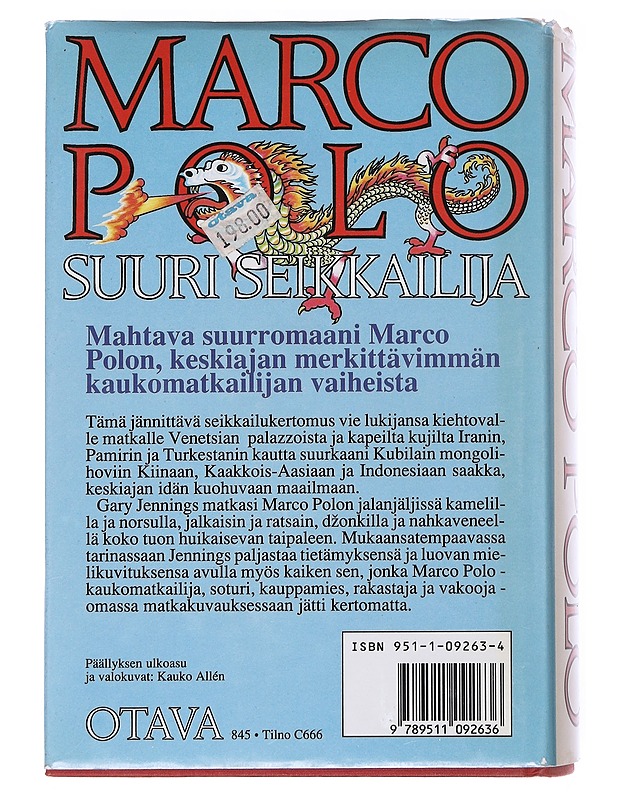 MARCO
POLO
otava
198:00
SUURI SEIKKAILIJA
Mahtava suurromaani Marco
Polon, keskiajan merkittävimmän
kaukomatkailijan vaiheista
Tämä jännittävä seikkailukertomus vie lukijansa kiehtoval-
le matkalle Venetsian palazzoista ja kapeilta kujilta Iranin,
Pamirin ja Turkestanin kautta suurkaani Kubilain mongoli-
hoviin Kiinaan, Kaakkois-Aasiaan ja Indonesiaan saakka,
keskiajan idän kuohuvaan maailmaan.
Gary Jennings matkasi Marco Polon jalanjäljissä kamelil-
la ja norsulla, jalkaisin ja ratsain, džonkilla ja nahkaveneel-
lä koko tuon huikaisevan taipaleen. Mukaansatempaavassa
tarinassaan Jennings paljastaa tietämyksensä ja luovan mie-
likuvituksensa avulla myös kaiken sen, jonka Marco Polo -
kaukomatkailija, soturi, kauppamies, rakastaja ja vakooja -
omassa matkakuvauksessaan jätti kertomatta.
Päällyksen ulkoasu
ja valokuvat: Kauko Allén
OTAVA 845 • Tilno C666
ISBN 951-1-09263-4
9 789511 092636
MARCO POLO